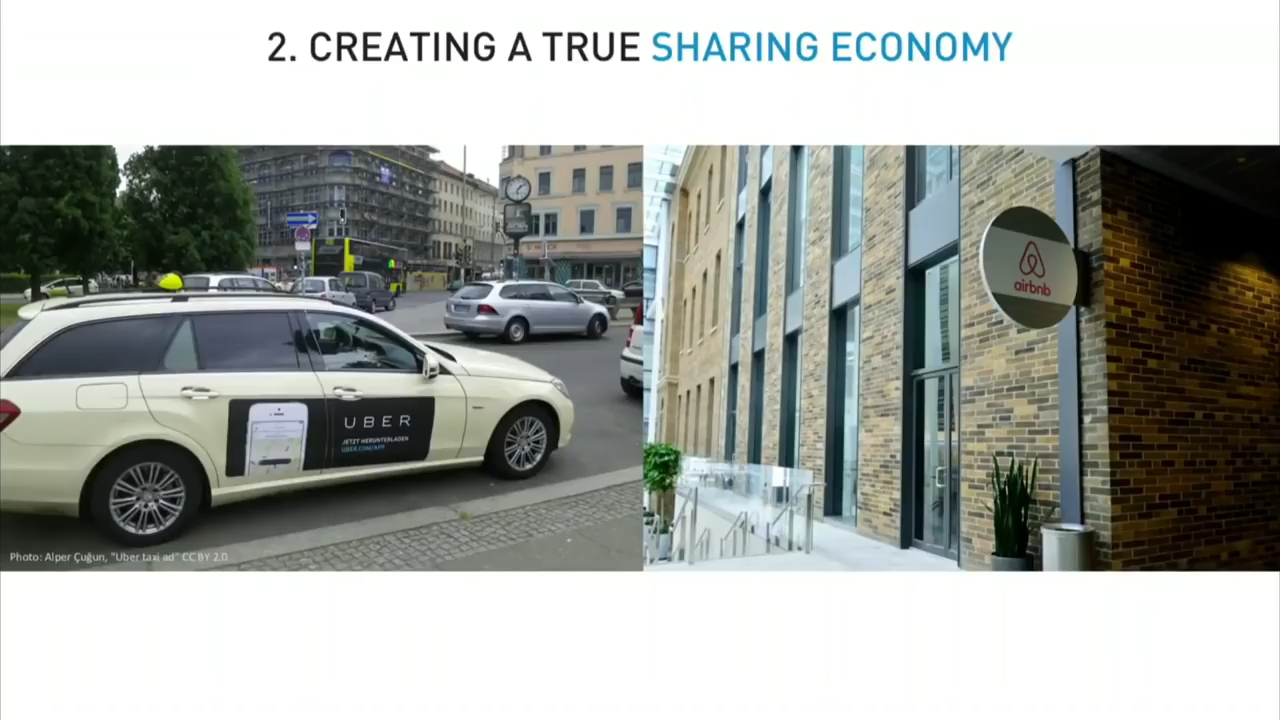 2. CREATING A TRUE SHARING ECONOMY
UBER
JETZT HERUNTERLADEN
UBER.COM/APP
airbnb
Photo: Alper Çuğun, "Uber taxi ad" CC BY 2.0